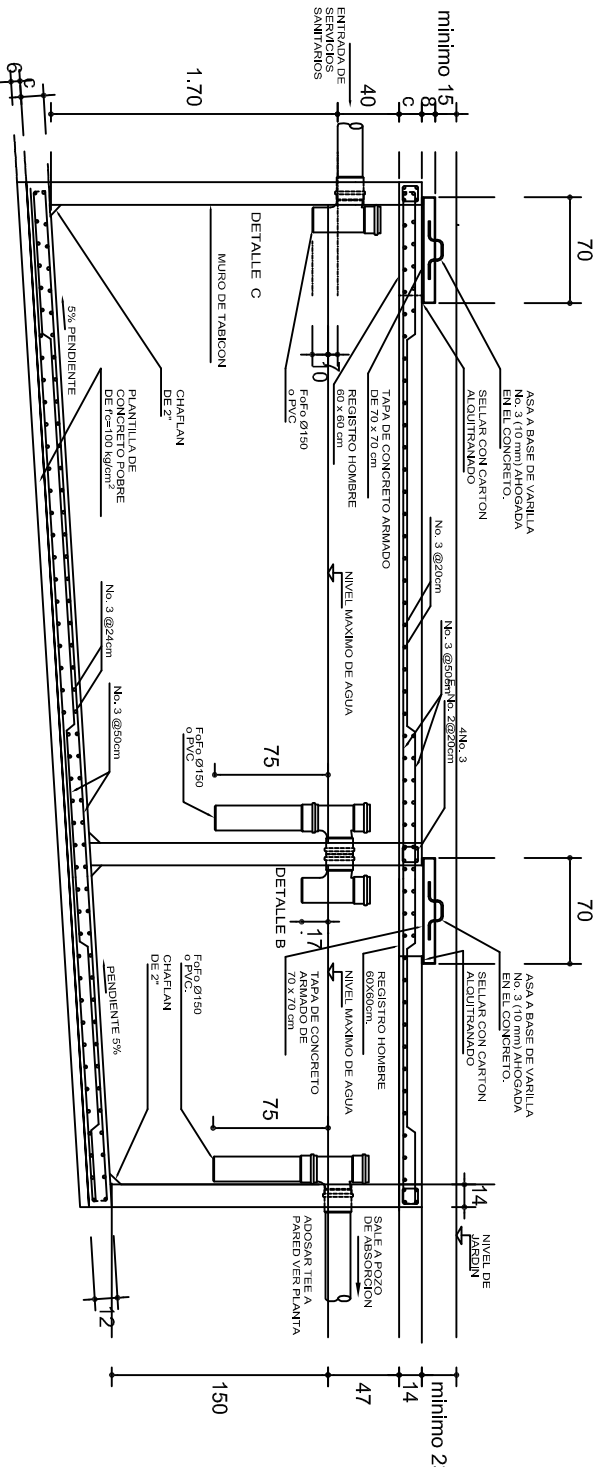 70
70
minimo 15
8
c
40
1.70
c
6
ENTRADA DE
SERVICIOS
SANITARIOS
ASA A BASE DE VARILLA
No. 3 (10 mm) AHOGADA
EN EL CONCRETO.
SELLAR CON CARTON
ALQUITRANADO
TAPA DE CONCRETO ARMADO
DE 70 x 70 cm
REGISTRO HOMBRE
60 x 60 cm
FoFo Ø150
o PVC
DETALLE C
MURO DE TABICON
CHAFLAN
DE 2"
5% PENDIENTE
PLANTILLA DE
CONCRETO POBRE
DE f'c=100 kg/cm²
No. 3 @20cm
No. 3 @50cm
4No. 3
E No. 2@20cm
NIVEL MAXIMO DE AGUA
75
FoFo Ø150
o PVC
No. 3 @24cm
No. 3 @50cm
ASA A BASE DE VARILLA
No. 3 (10 mm) AHOGADA
EN EL CONCRETO.
SELLAR CON CARTON
ALQUITRANADO
REGISTRO HOMBRE
60X60cm.
NIVEL MAXIMO DE AGUA
TAPA DE CONCRETO
ARMADO DE
70 x 70 cm
17
DETALLE B
75
FoFo Ø150
o PVC.
CHAFLAN
DE 2"
PENDIENTE 5%
14
NIVEL DE
JARDIN
SALE A POZO
DE ABSORCION
ADOSAR TEE A
PARED VER PLANTA
12
14
47
150